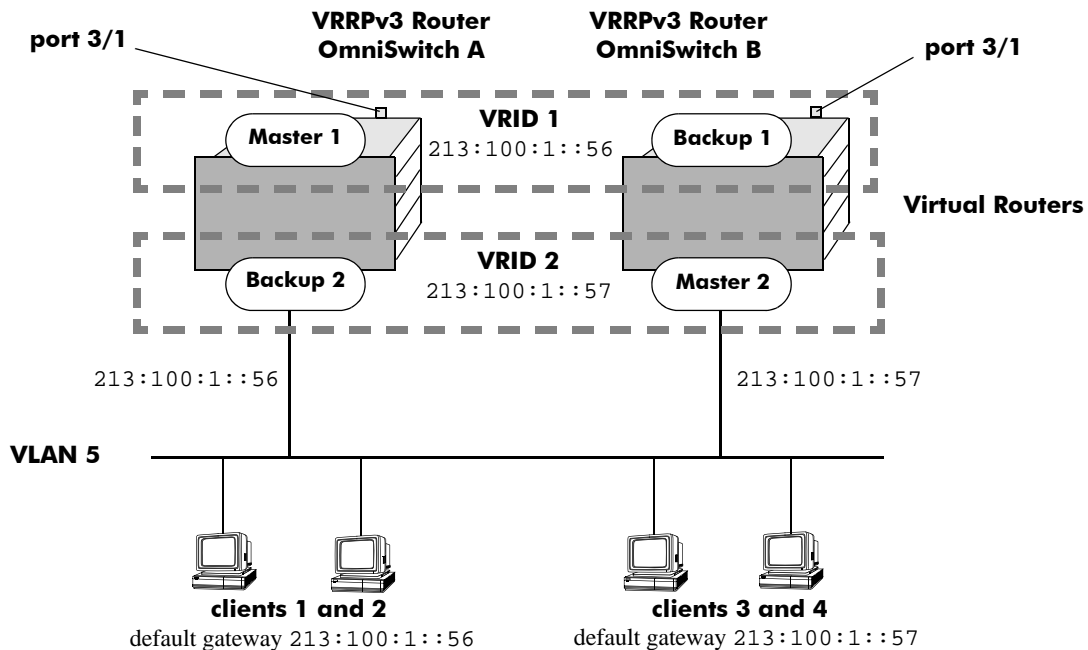 VRRPv3 Router
OmniSwitch A
VRRPv3 Router
OmniSwitch B
port 3/1
port 3/1
VRID 1
213:100:1::56
Master 1
Backup 1
Virtual Routers
VRID 2
213:100:1::57
Backup 2
Master 2
213:100:1::56
213:100:1::57
VLAN 5
clients 1 and 2
default gateway 213:100:1::56
clients 3 and 4
default gateway 213:100:1::57